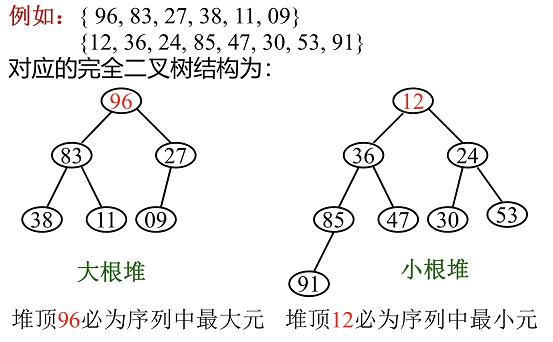 例如：{ 96, 83, 27, 38, 11, 09}
{12, 36, 24, 85, 47, 30, 53, 91}
对应的完全二叉树结构为：
96 12
83 27 36 24
38 11 09 85 47 30 53
91
大根堆 小根堆
堆顶96必为序列中最大元 堆顶12必为序列中最小元